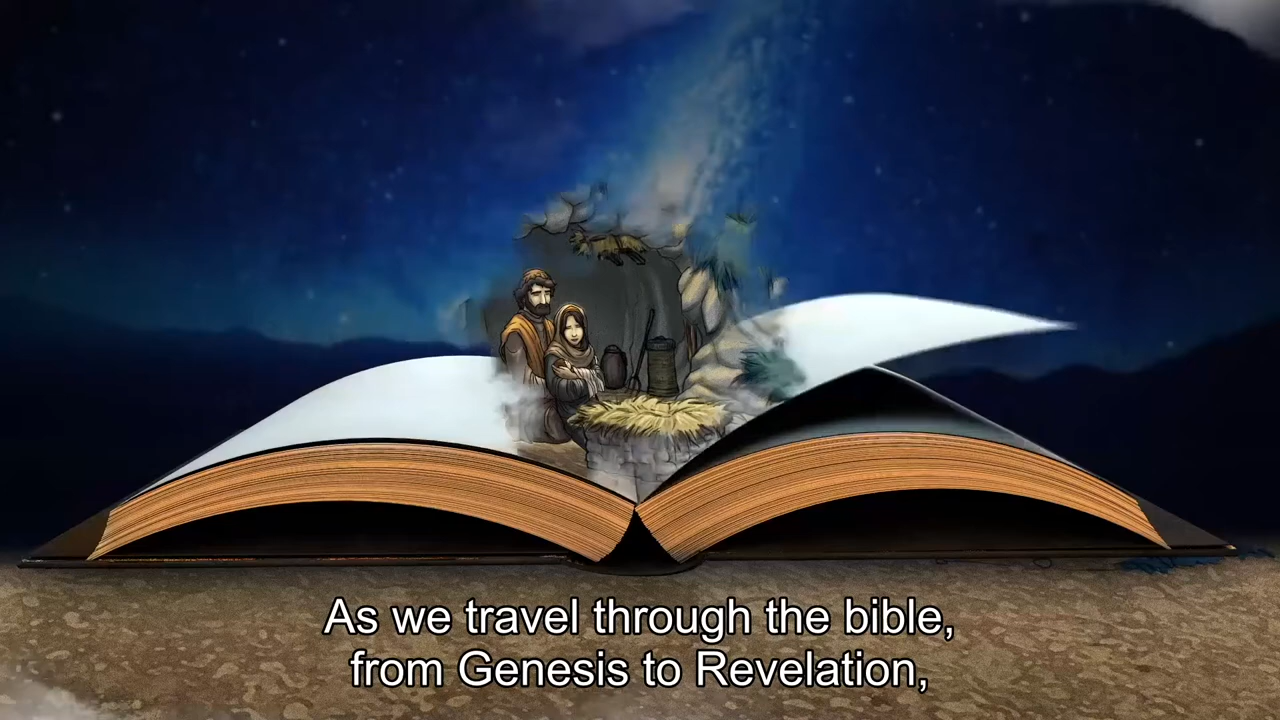 As we travel through the bible,
from Genesis to Revelation,